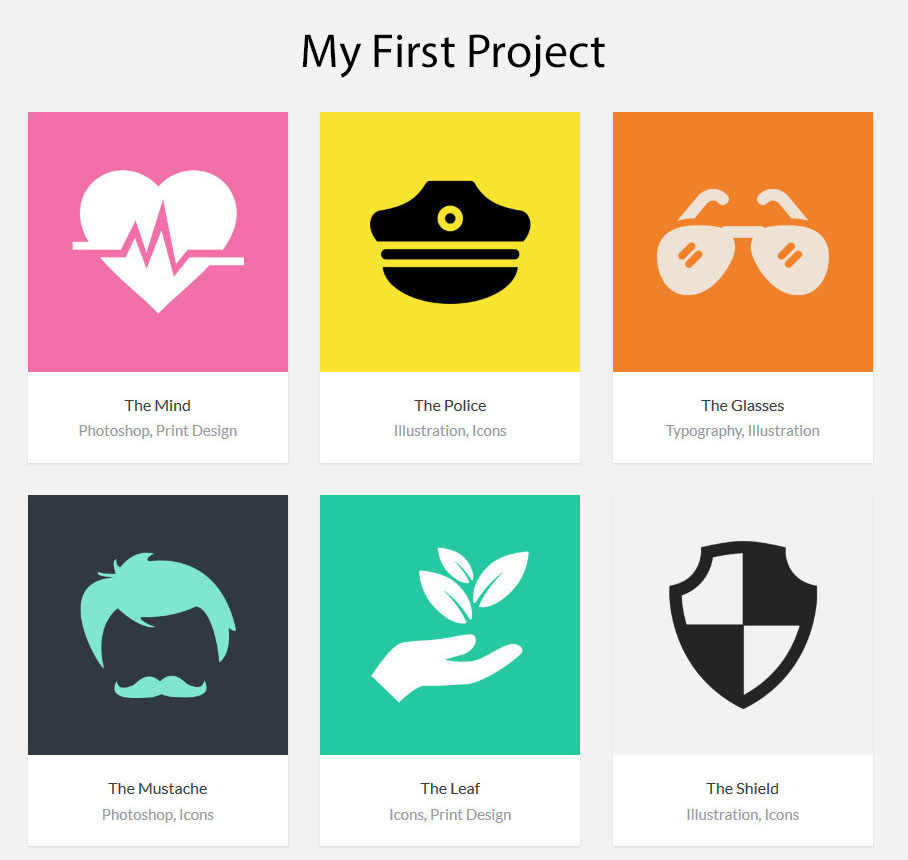 My First Project
The Mind
Photoshop, Print Design
The Police
Illustration, Icons
The Glasses
Typography, Illustration
The Mustache
Photoshop, Icons
The Leaf
Icons, Print Design
The Shield
Illustration, Icons